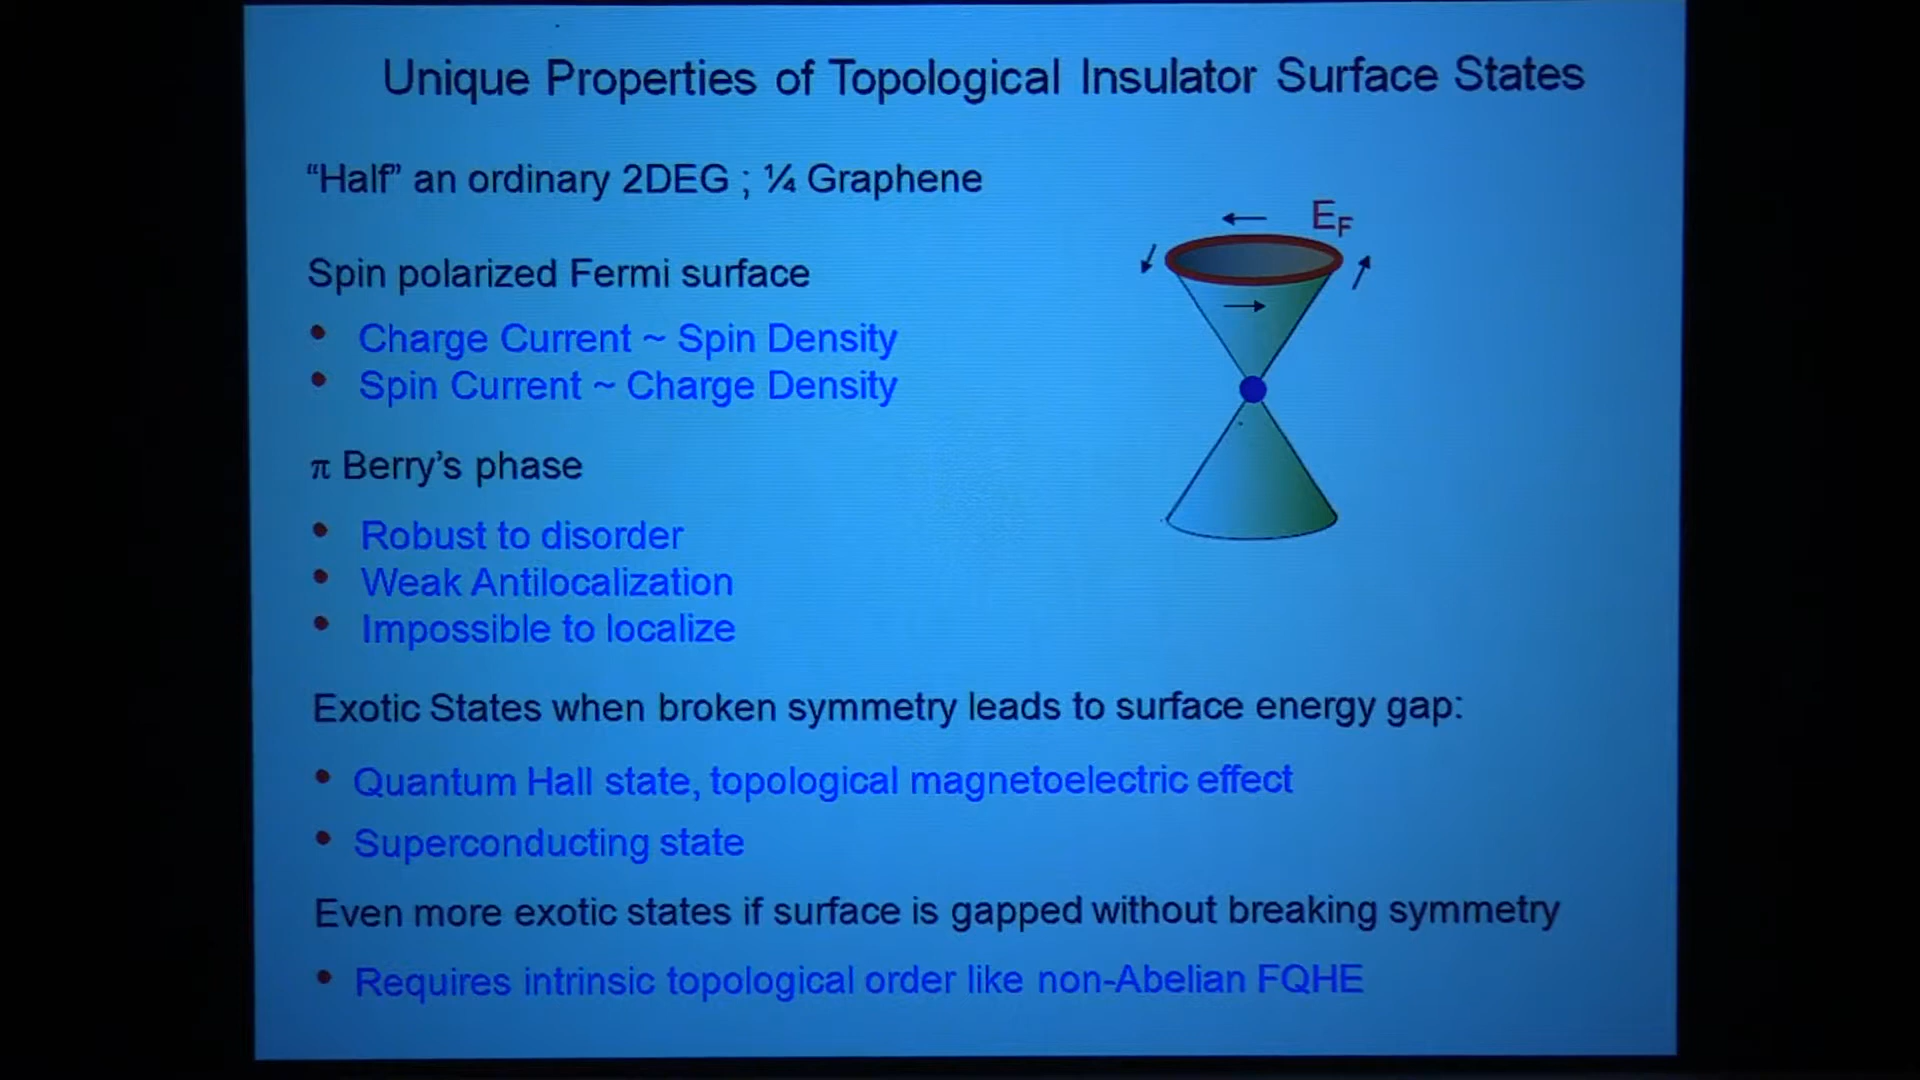 Unique Properties of Topological Insulator Surface States
“Half” an ordinary 2DEG ; ¼ Graphene
E_F
Spin polarized Fermi surface
• Charge Current ~ Spin Density
• Spin Current ~ Charge Density
π Berry’s phase
• Robust to disorder
• Weak Antilocalization
• Impossible to localize
Exotic States when broken symmetry leads to surface energy gap:
• Quantum Hall state, topological magnetoelectric effect
• Superconducting state
Even more exotic states if surface is gapped without breaking symmetry
• Requires intrinsic topological order like non-Abelian FQHE